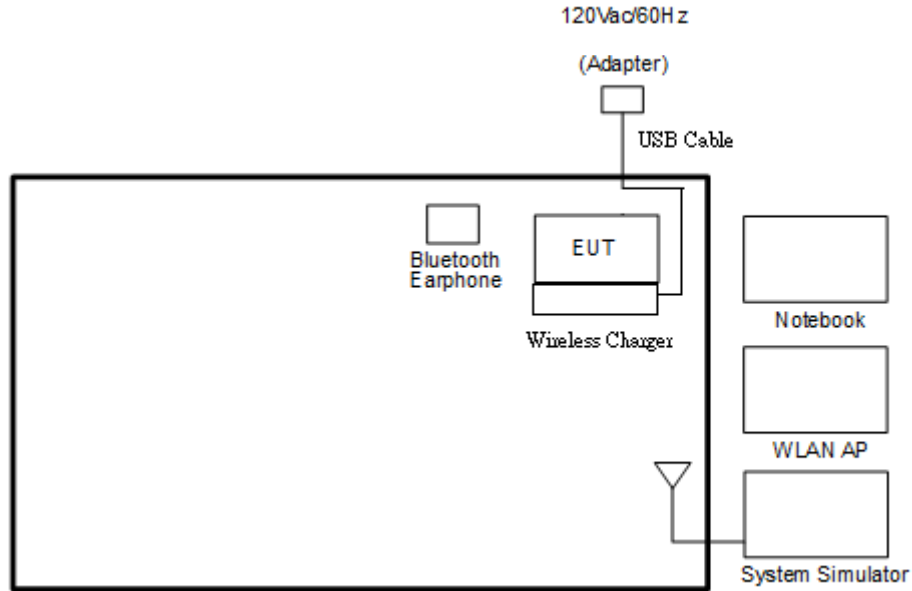 120Vac/60Hz
(Adapter)
USB Cable
Bluetooth
Earphone
EUT
Wireless Charger
Notebook
WLAN AP
System Simulator